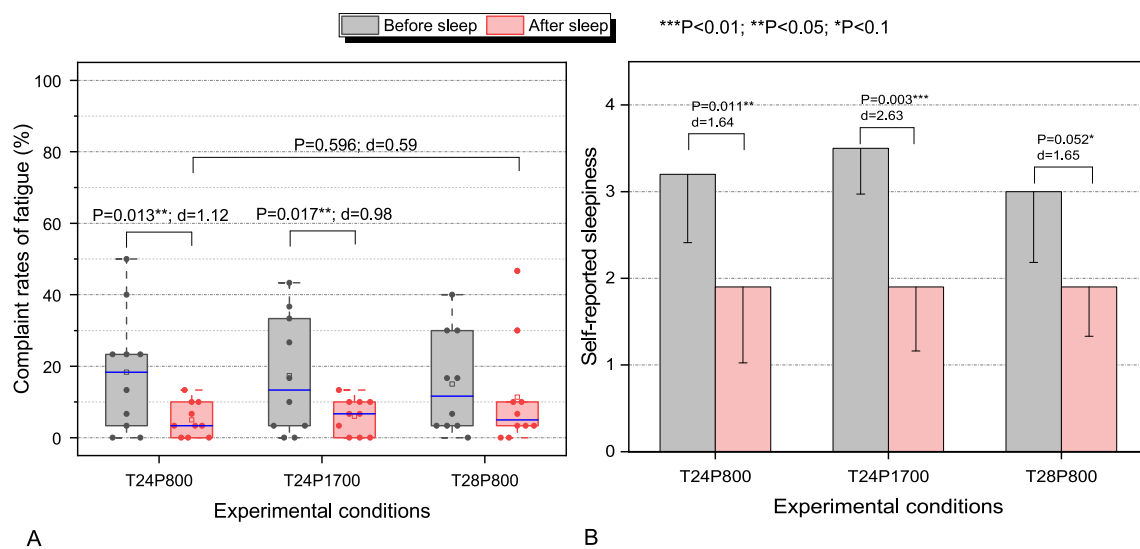 Before sleep After sleep
***P<0.01; **P<0.05; *P<0.1
Complaint rates of fatigue (%)
100
80
60
40
20
0
P=0.596; d=0.59
P=0.013**; d=1.12
P=0.017**; d=0.98
T24P800 T24P1700 T28P800
Experimental conditions
A
Self-reported sleepiness
4
3
2
1
0
P=0.011**
d=1.64
P=0.003***
d=2.63
P=0.052*
d=1.65
T24P800 T24P1700 T28P800
Experimental conditions
B